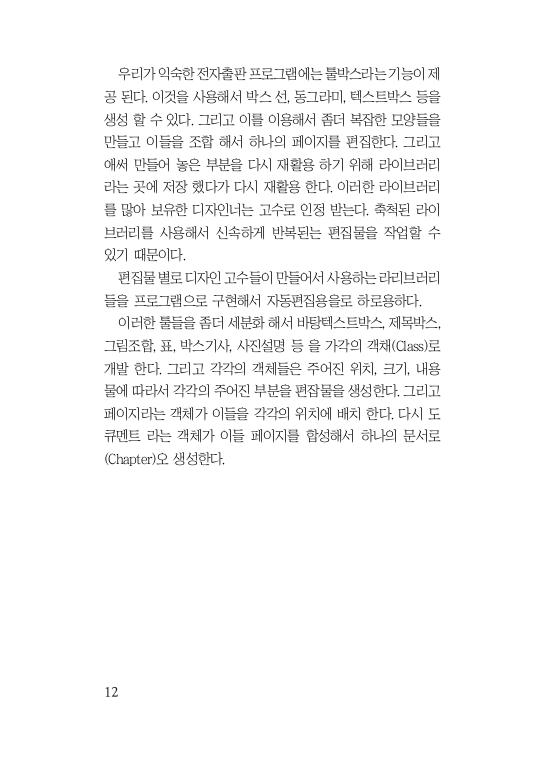 우리가 익숙한 전자출판 프로그램에는 툴박스라는 기능이 제
공 된다. 이것을 사용해서 박스 선, 동그라미, 텍스트박스 등을
생성 할 수 있다. 그리고 이를 이용해서 좀더 복잡한 모양들을
만들고 이들을 조합 해서 하나의 페이지를 편집한다. 그리고
애써 만들어 놓은 부분을 다시 재활용 하기 위해 라이브러리
라는 곳에 저장 했다가 다시 재활용 한다. 이러한 라이브러리
를 많아 보유한 디자인너는 고수로 인정 받는다. 축척된 라이
브러리를 사용해서 신속하게 반복된는 편집물을 작업할 수
있기 때문이다.
편집물 별로 디자인 고수들이 만들어서 사용하는 라리브러리
들을 프로그램으로 구현해서 자동편집용을로 하로용하다.
이러한 툴들을 좀더 세분화 해서 바탕텍스트박스, 제목박스,
그림조합, 표, 박스기사, 사진설명 등 을 가각의 객채(Class)로
개발 한다. 그리고 각각의 객체들은 주어진 위치, 크기, 내용
물에 따라서 각각의 주어진 부분을 편잡물을 생성한다. 그리고
페이지라는 객체가 이들을 각각의 위치에 배치 한다. 다시 도
큐멘트 라는 객체가 이들 페이지를 합성해서 하나의 문서로
(Chapter)오 생성한다.
12